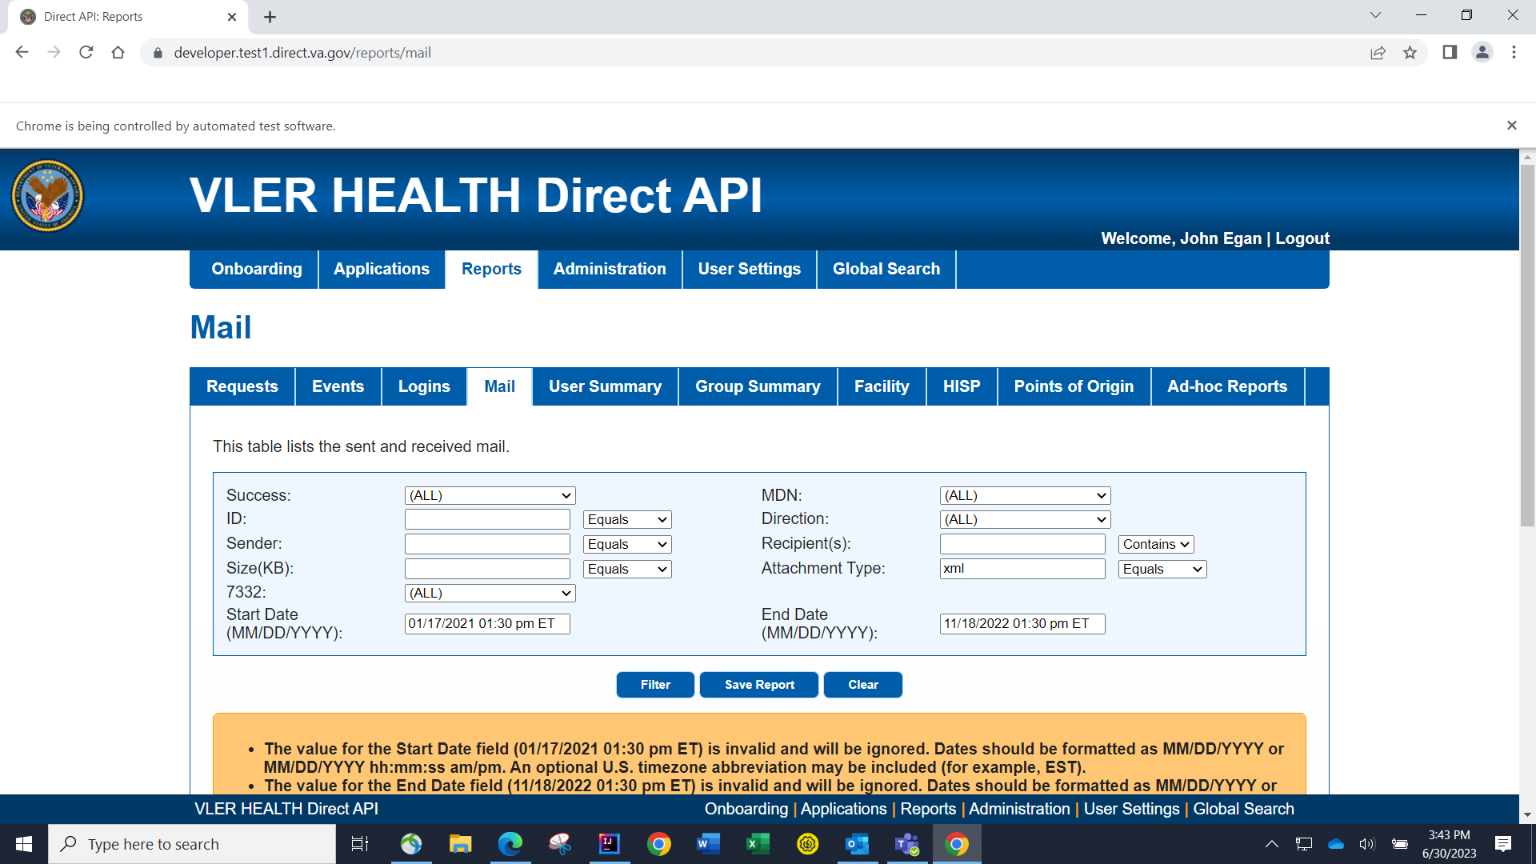 Direct API: Reports
developer.test1.direct.va.gov/reports/mail
Chrome is being controlled by automated test software.
VLER HEALTH Direct API
Welcome, John Egan | Logout
Onboarding Applications Reports Administration User Settings Global Search
Mail
Requests Events Logins Mail User Summary Group Summary Facility HISP Points of Origin Ad-hoc Reports
This table lists the sent and received mail.
Success: (ALL) MDN: (ALL)
ID: Equals Direction: (ALL)
Sender: Equals Recipient(s): Contains
Size(KB): Equals Attachment Type: xml Equals
7332: (ALL)
Start Date (MM/DD/YYYY): 01/17/2021 01:30 pm ET End Date (MM/DD/YYYY): 11/18/2022 01:30 pm ET
Filter Save Report Clear
• The value for the Start Date field (01/17/2021 01:30 pm ET) is invalid and will be ignored. Dates should be formatted as MM/DD/YYYY or
MM/DD/YYYY hh:mm:ss am/pm. An optional U.S. timezone abbreviation may be included (for example, EST).
• The value for the End Date field (11/18/2022 01:30 pm ET) is invalid and will be ignored. Dates should be formatted as MM/DD/YYYY or
VLER HEALTH Direct API Onboarding | Applications | Reports | Administration | User Settings | Global Search
Type here to search
3:43 PM
6/30/2023